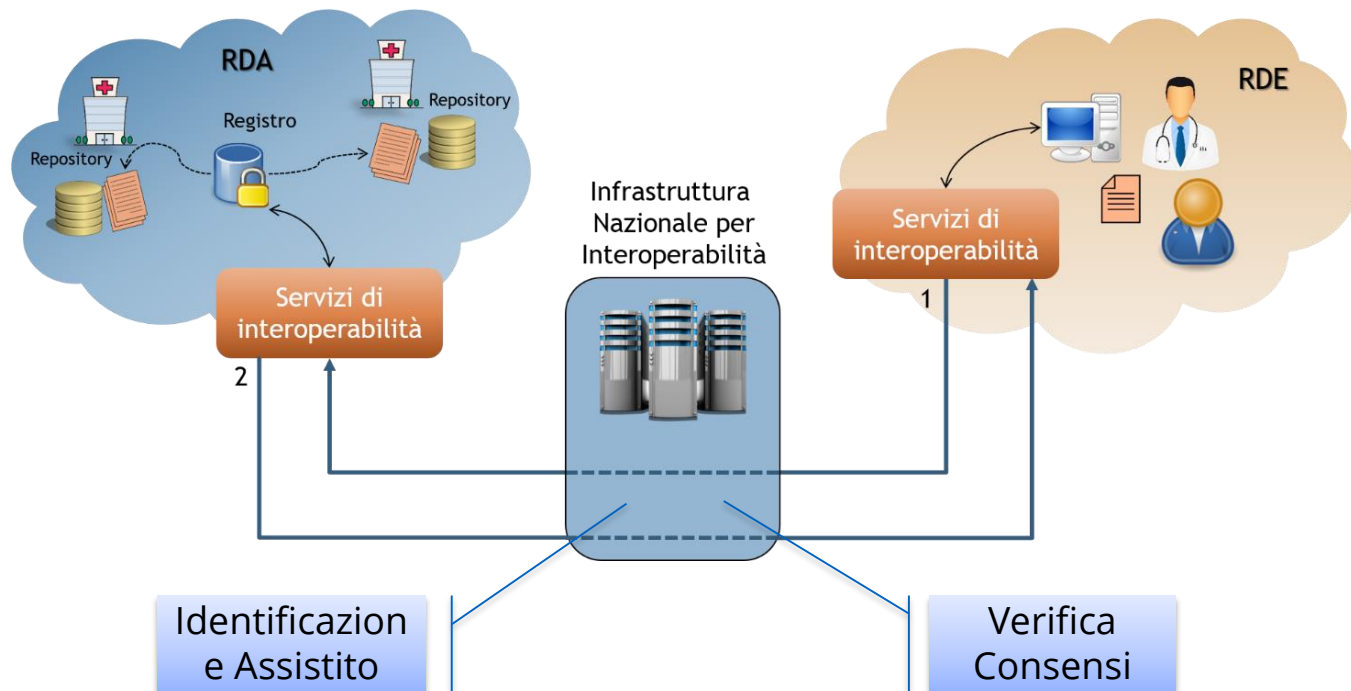 RDA
Repository
Registro
Repository
Servizi di
interoperabilità
2
Infrastruttura
Nazionale per
Interoperabilità
RDE
Servizi di
interoperabilità
1
Identificazion
e Assistito
Verifica
Consensi